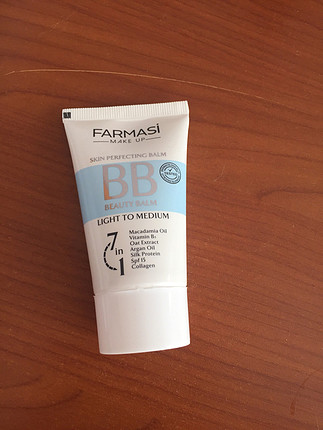 FARMASi
MAKE UP
SKIN PERFECTING BALM
BB
BEAUTY BALM
LIGHT TO MEDIUM
7 in 1
Macadamia Oil
Vitamin B₅
Oat Extract
Argan Oil
Silk Protein
Spf 15
Collagen